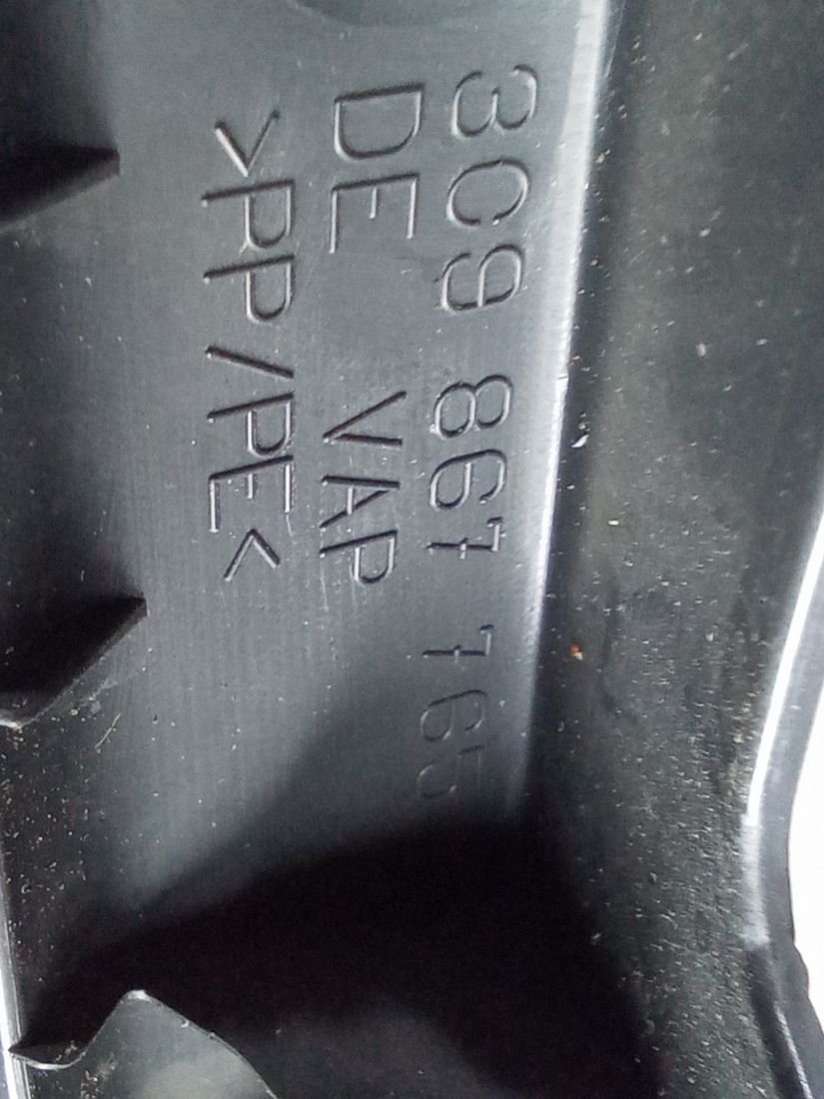 3C9 867 765
DE VAP
>PP/PE<